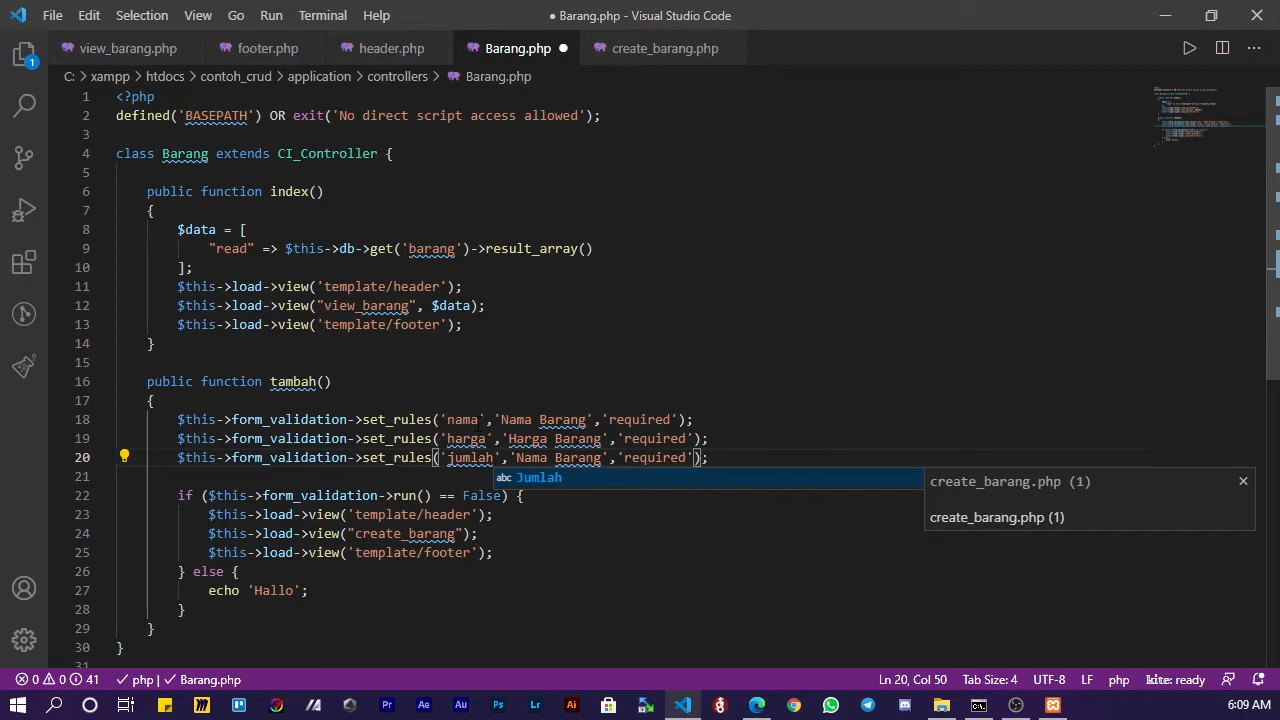 File Edit Selection View Go Run Terminal Help
● Barang.php - Visual Studio Code
view_barang.php footer.php header.php Barang.php create_barang.php
C: > xampp > htdocs > contoh_crud > application > controllers > Barang.php
1 <?php
2 defined('BASEPATH') OR exit('No direct script access allowed');
3
4 class Barang extends CI_Controller {
5
6 public function index()
7 {
8 $data = [
9 "read" => $this->db->get('barang')->result_array()
10 ];
11 $this->load->view('template/header');
12 $this->load->view("view_barang", $data);
13 $this->load->view('template/footer');
14 }
15
16 public function tambah()
17 {
18 $this->form_validation->set_rules('nama','Nama Barang','required');
19 $this->form_validation->set_rules('harga','Harga Barang','required');
20 $this->form_validation->set_rules('jumlah','Nama Barang','required');
abc Jumlah
create_barang.php (1)
create_barang.php (1)
21
22 if ($this->form_validation->run() == False) {
23 $this->load->view('template/header');
24 $this->load->view("create_barang");
25 $this->load->view('template/footer');
26 } else {
27 echo 'Hallo';
28 }
29 }
30 }
31
0 0 41 php | Barang.php Ln 20, Col 50 Tab Size: 4 UTF-8 LF php kite: ready
Pr Ae Au Ps Lr Ai 6:09 AM